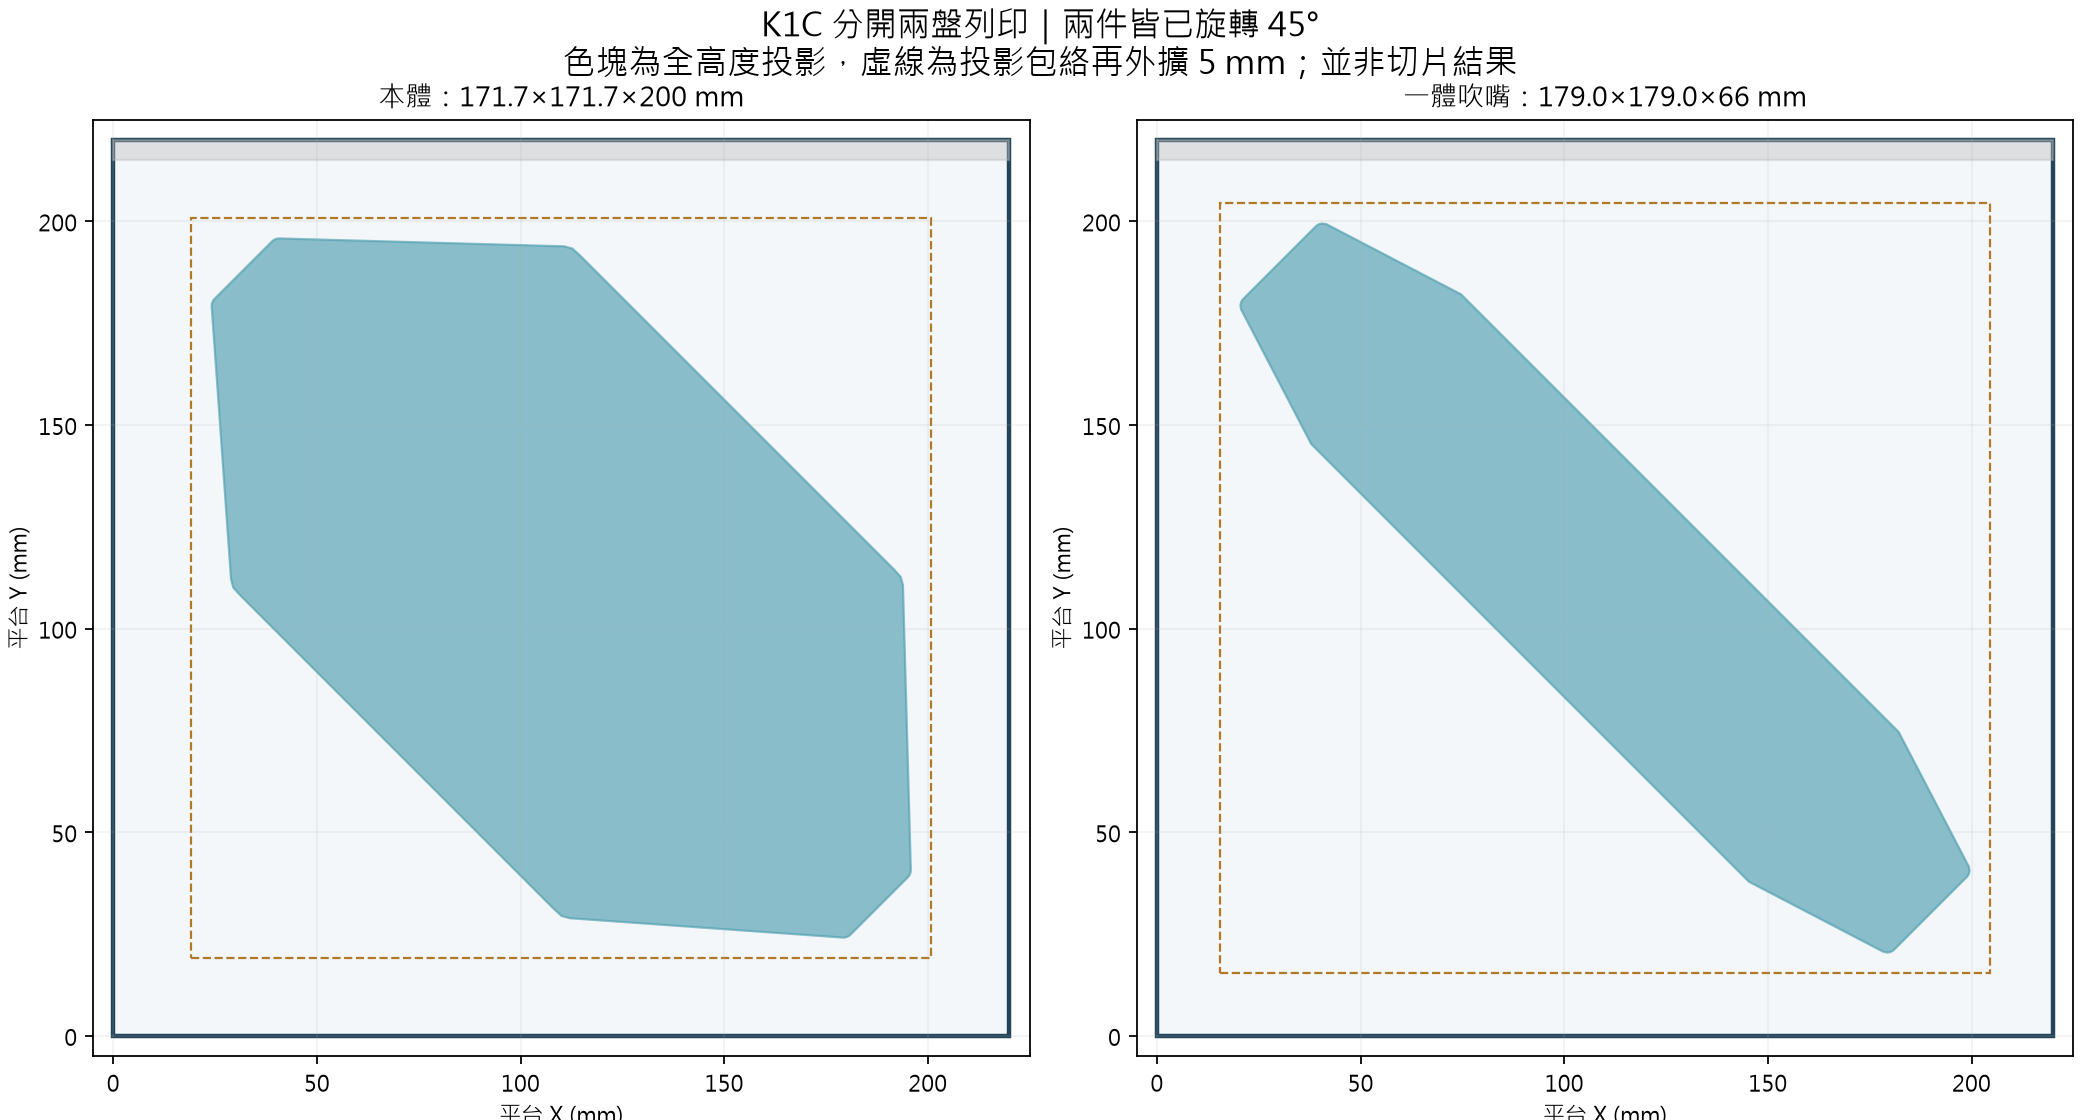 K1C 分開兩盤列印｜兩件皆已旋轉 45°
色塊為全高度投影，虛線為投影包絡再外擴 5 mm；並非切片結果
本體：171.7×171.7×200 mm
平台 Y (mm)
200
150
100
50
0
0 50 100 150 200
平台 X (mm)
一體吹嘴：179.0×179.0×66 mm
平台 Y (mm)
200
150
100
50
0
0 50 100 150 200
平台 X (mm)